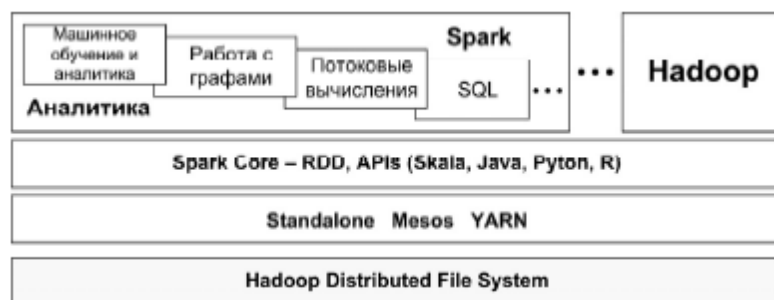 Машинное
обучение и
аналитика
Работа с
графами
Потоковые
вычисления
Spark
SQL
...
Аналитика
...
Hadoop
Spark Core – RDD, APIs (Skala, Java, Pyton, R)
Standalone Mesos YARN
Hadoop Distributed File System